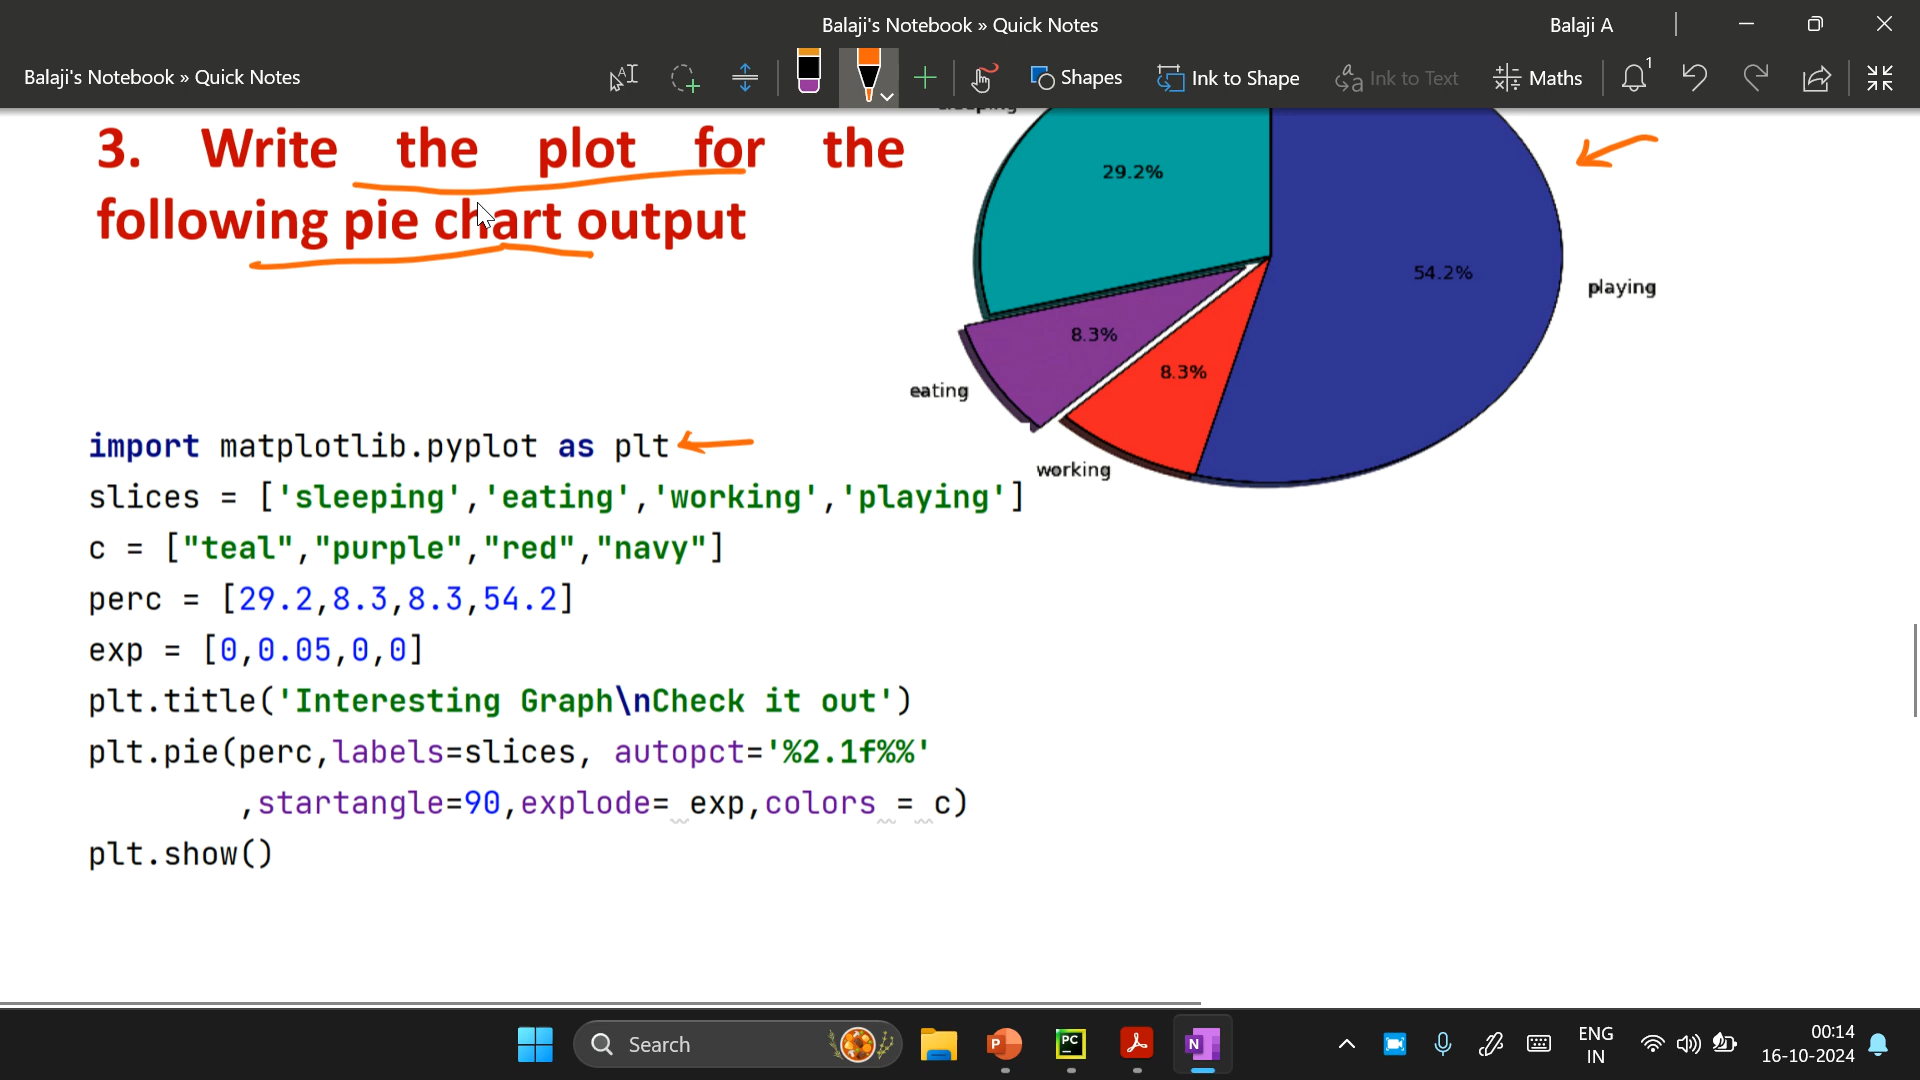 Balaji's Notebook » Quick Notes
Balaji A
Balaji's Notebook » Quick Notes
Shapes
Ink to Shape
Ink to Text
Maths
1
3. Write the plot for the
following pie chart output
29.2%
54.2%
playing
8.3%
8.3%
eating
working
import matplotlib.pyplot as plt
slices = ['sleeping','eating','working','playing']
c = ["teal","purple","red","navy"]
perc = [29.2,8.3,8.3,54.2]
exp = [0,0.05,0,0]
plt.title('Interesting Graph\nCheck it out')
plt.pie(perc,labels=slices, autopct='%2.1f%%'
,startangle=90,explode= exp,colors = c)
plt.show()
Search
P
PC
N
ENG
IN
00:14
16-10-2024